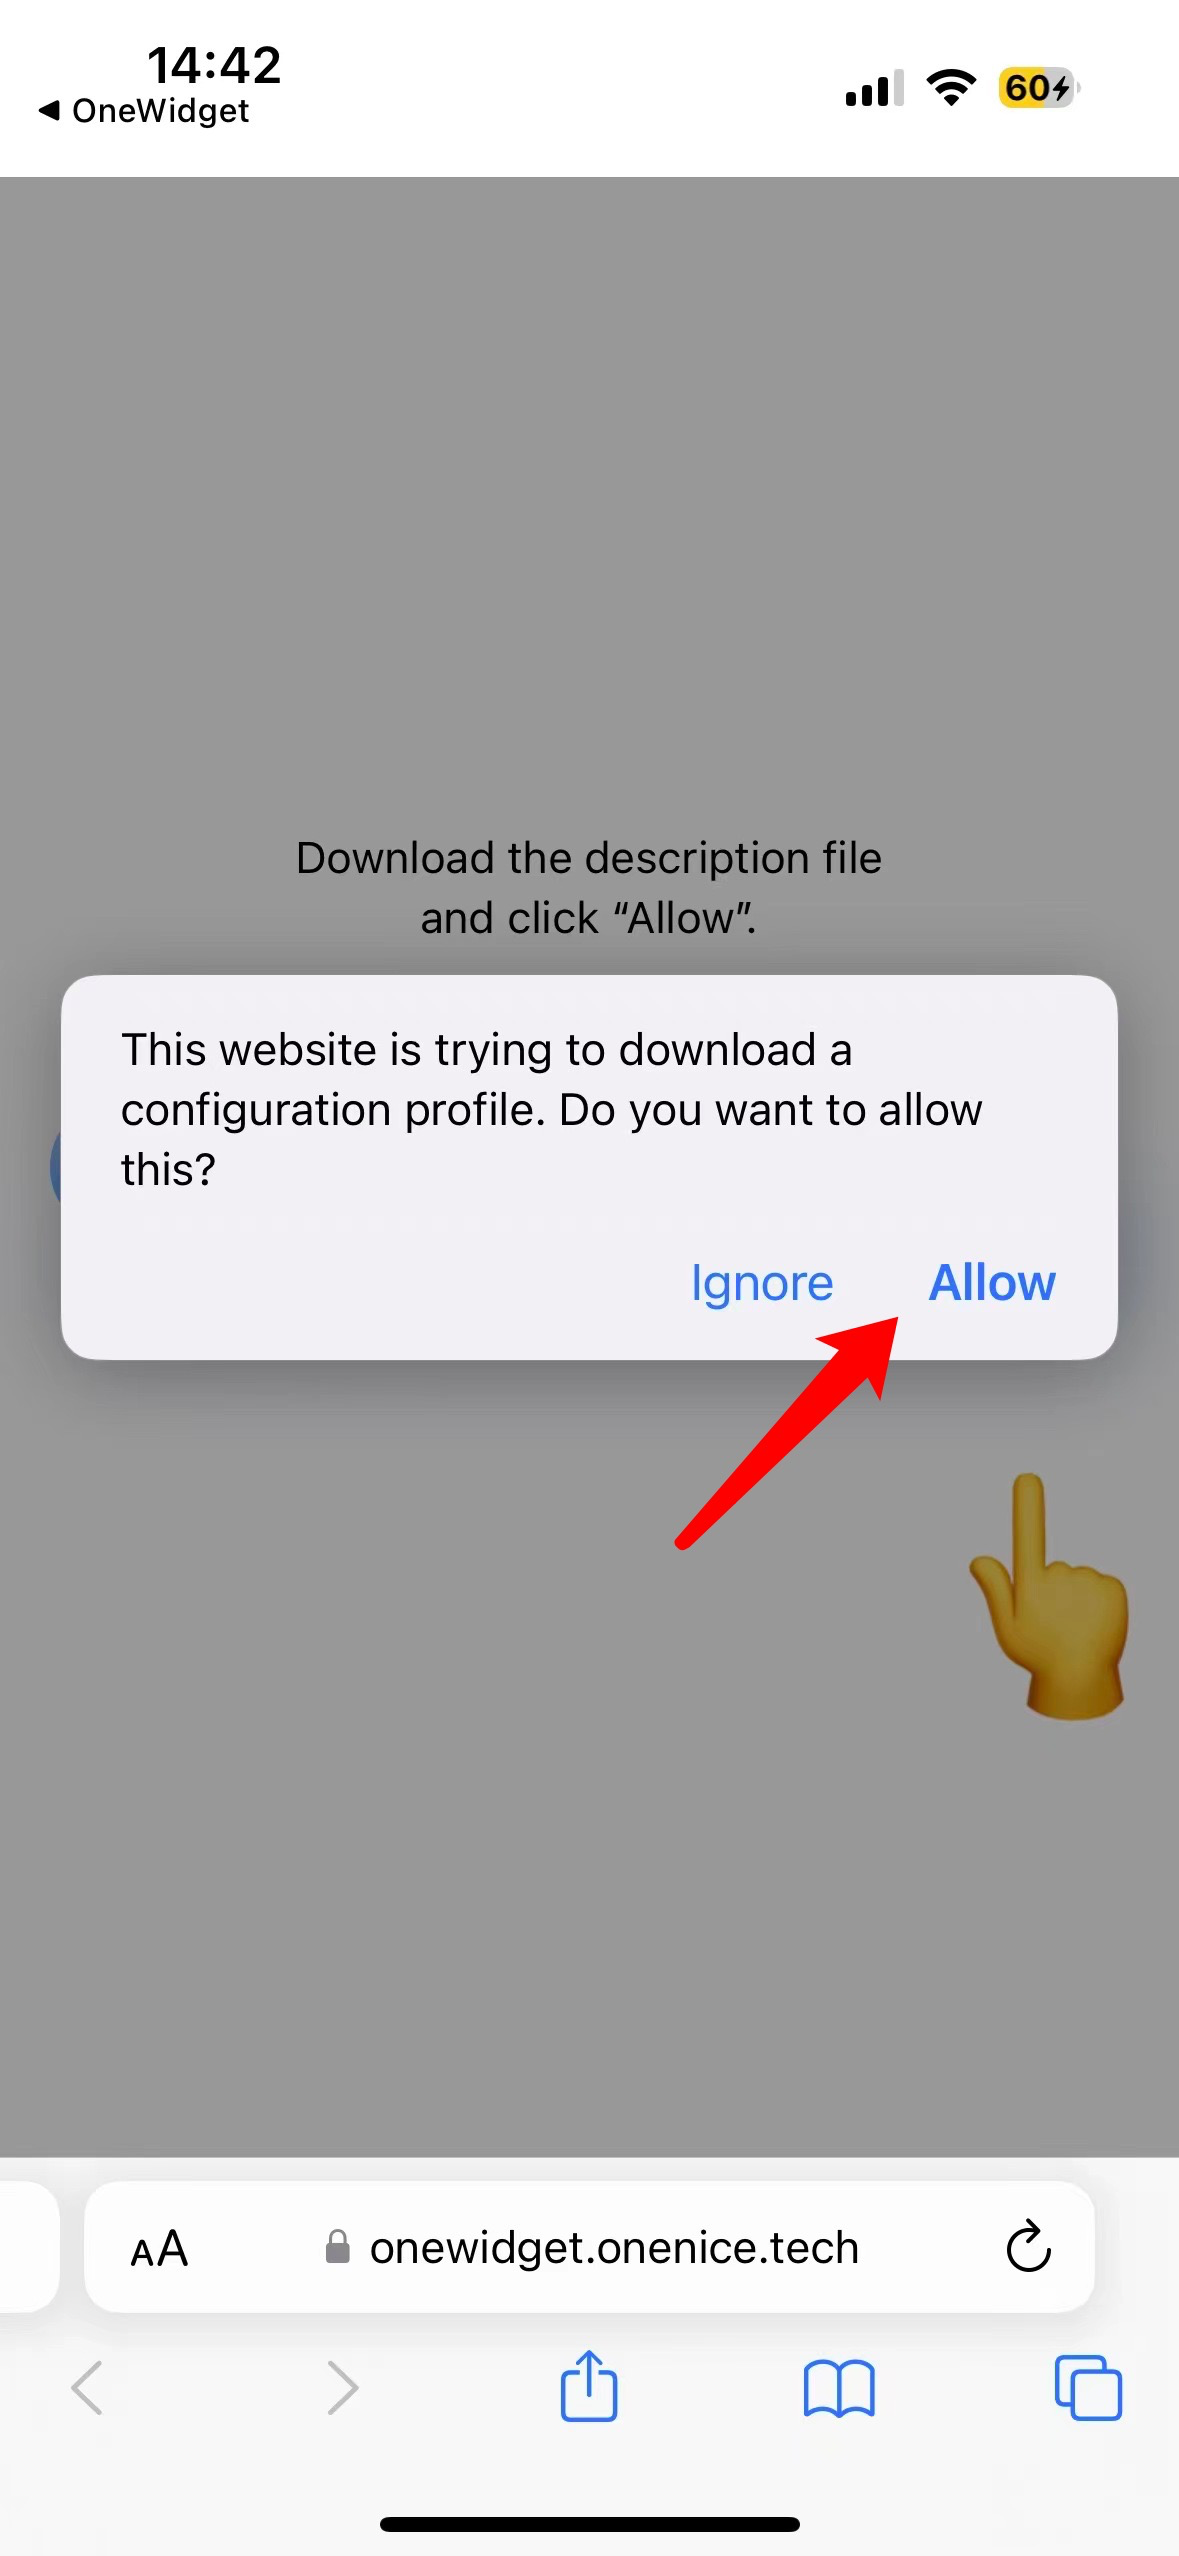 14:42
OneWidget
60
Download the description file
and click “Allow”.
This website is trying to download a
configuration profile. Do you want to allow
this?
Ignore Allow
AA onewidget.onenice.tech